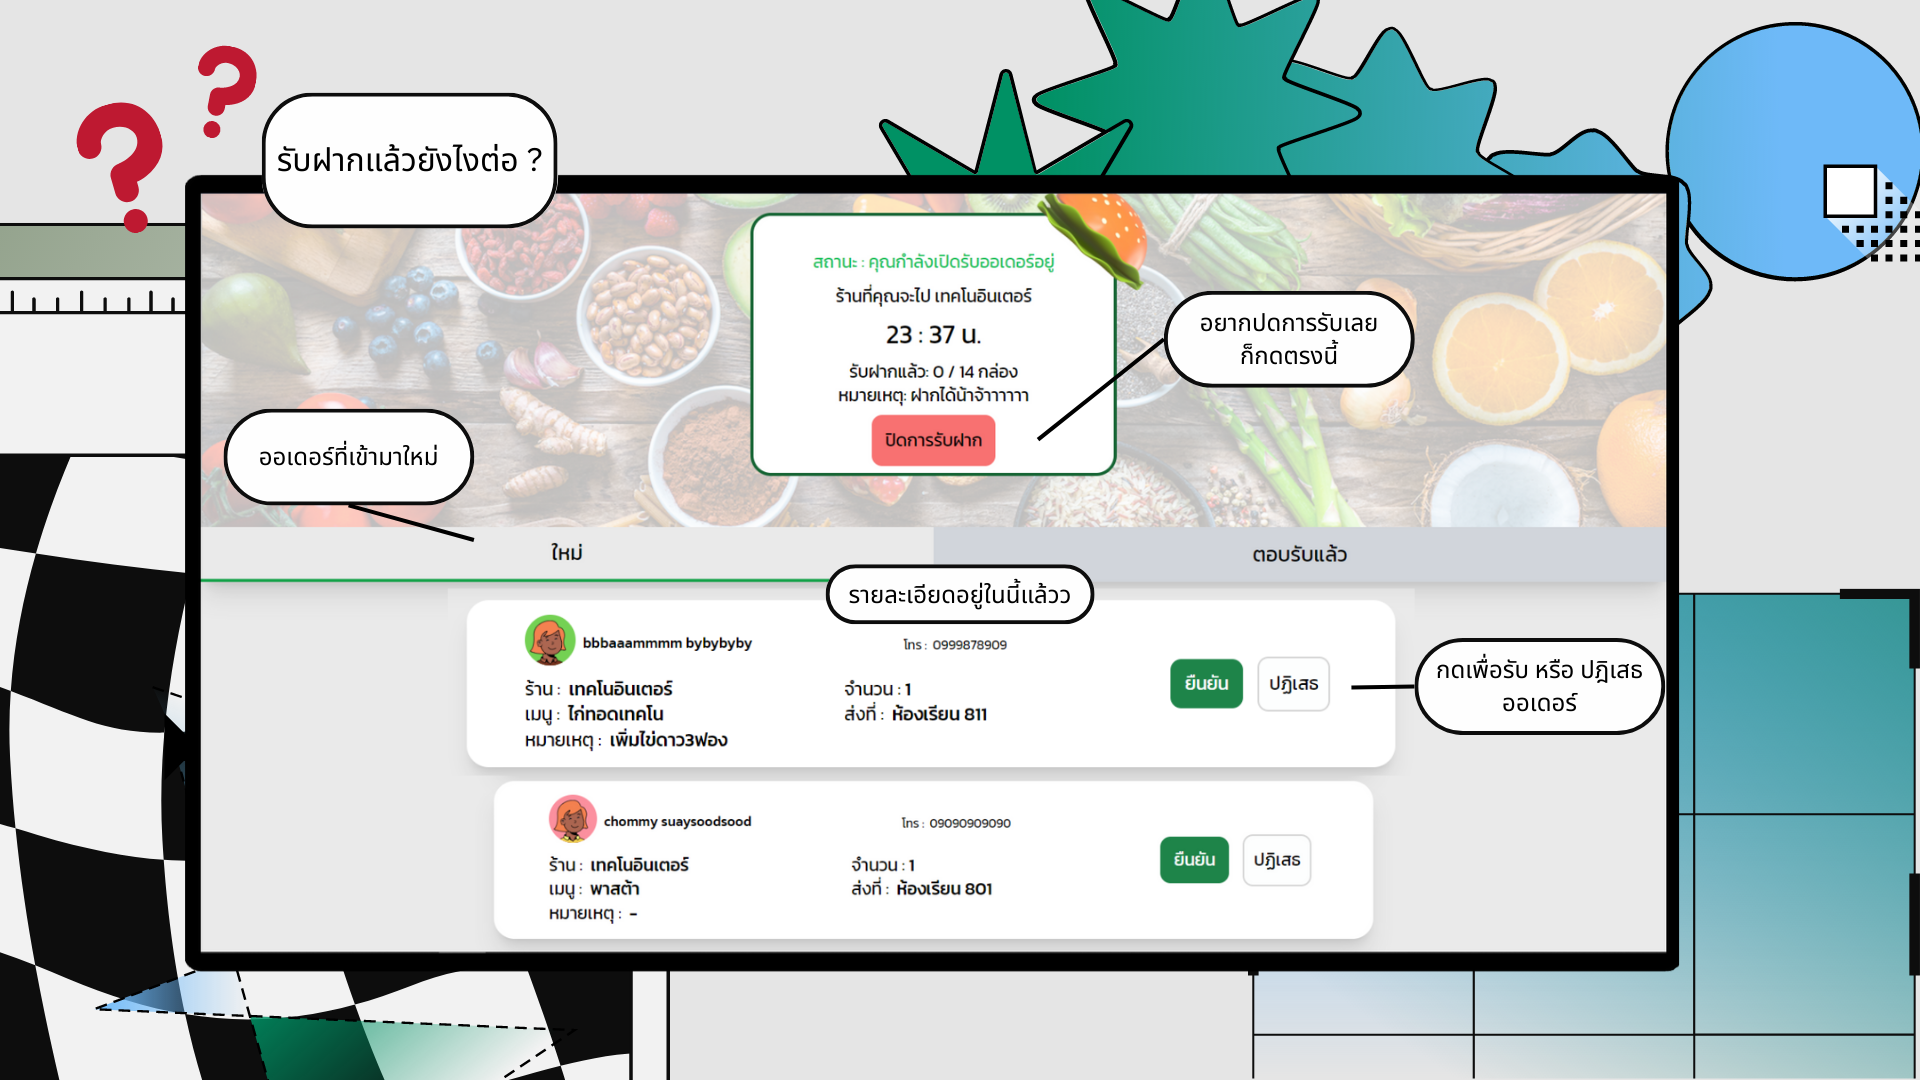 รับฝากแล้วยังไงต่อ ?
สถานะ : คุณกำลังเปิดรับออเดอร์อยู่
ร้านที่คุณจะไป เทคโนอินเตอร์
23 : 37 น.
รับฝากแล้ว: 0 / 14 กล่อง
หมายเหตุ: ฝากได้น้าจ้าาาาาา
ปิดการรับฝาก
อยากปดการรับเลย
ก็กดตรงนี้
ออเดอร์ที่เข้ามาใหม่
ใหม่
ตอบรับแล้ว
รายละเอียดอยู่ในนี้แล้วว
bbbaaammmm bybybyby
โทร : 0999878909
ร้าน : เทคโนอินเตอร์
จำนวน : 1
เมนู : ไก่ทอดเทคโน
ส่งที่ : ห้องเรียน 811
หมายเหตุ : เพิ่มไข่ดาว3ฟอง
ยืนยัน
ปฏิเสธ
กดเพื่อรับ หรือ ปฎิเสธ
ออเดอร์
chommy suaysoodsood
โทร : 09090909090
ร้าน : เทคโนอินเตอร์
จำนวน : 1
เมนู : พาสต้า
ส่งที่ : ห้องเรียน 801
หมายเหตุ : -
ยืนยัน
ปฏิเสธ